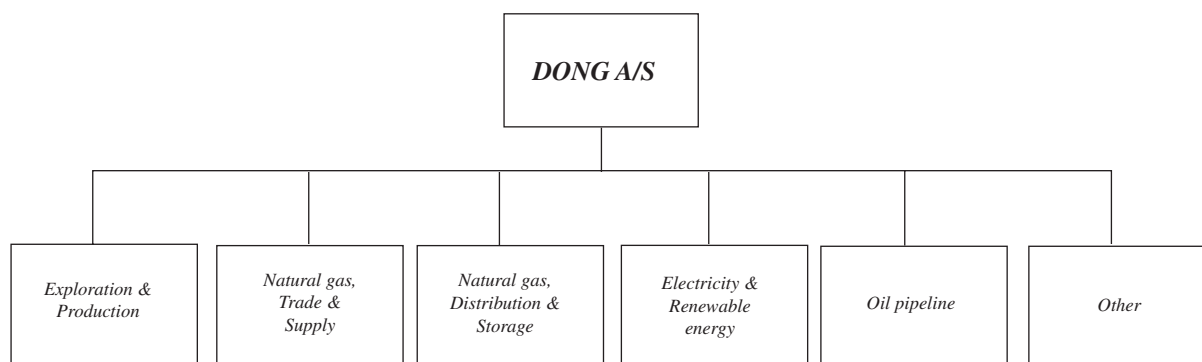 DONG A/S
Exploration &
Production
Natural gas,
Trade &
Supply
Natural gas,
Distribution &
Storage
Electricity &
Renewable
energy
Oil pipeline
Other